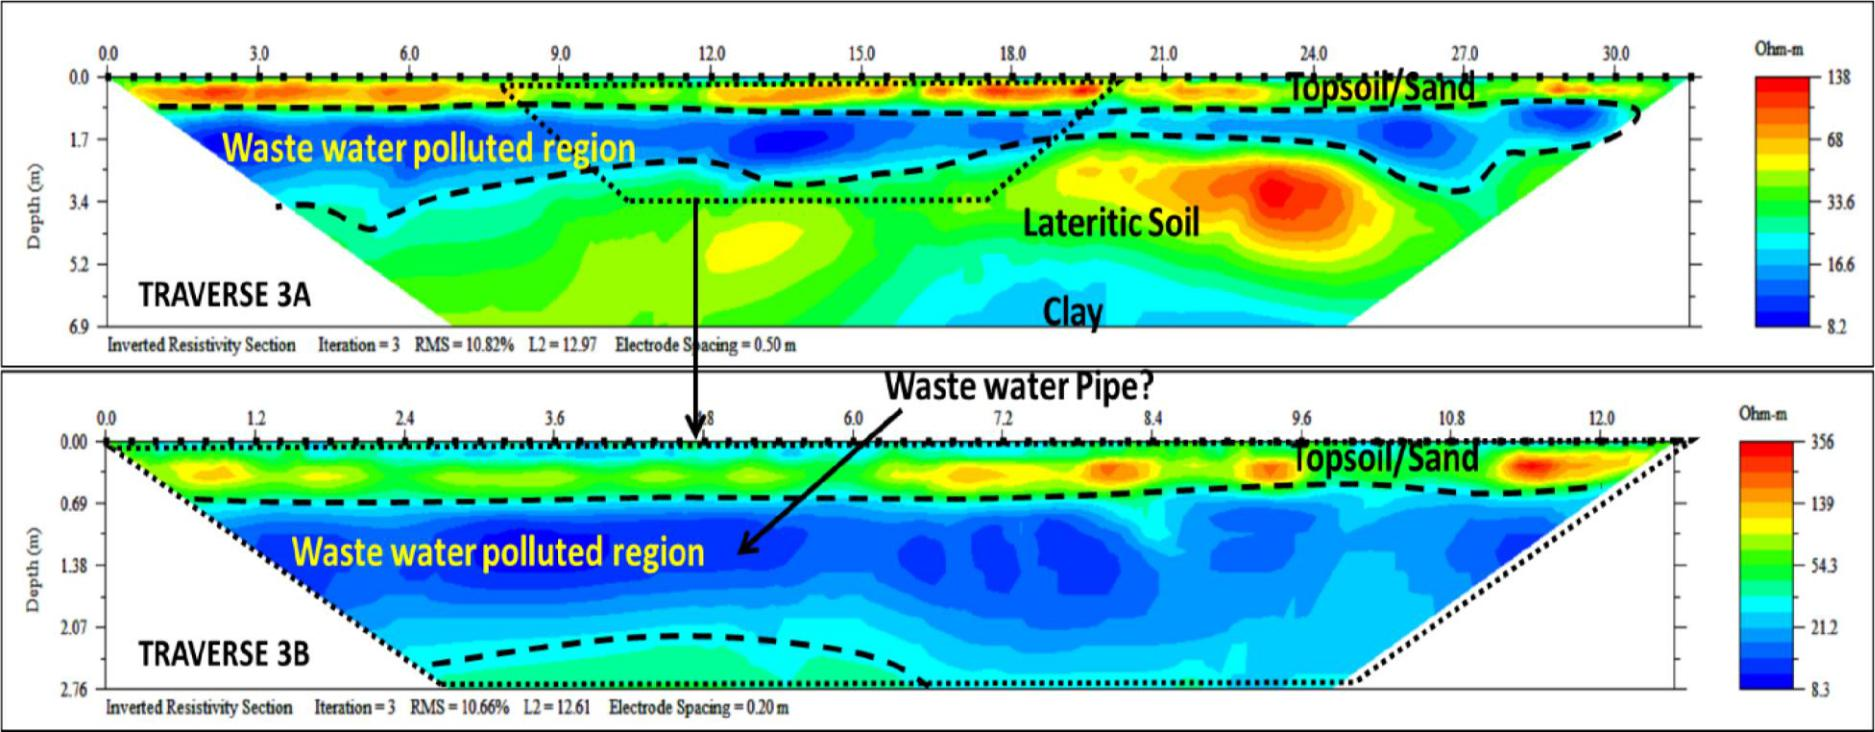 0.0 3.0 6.0 9.0 12.0 15.0 18.0 21.0 24.0 27.0 30.0
Ohm-m
Depth (m)
0.0
1.7
3.4
5.2
6.9
138
68
33.6
16.6
8.2
Topsoil/Sand
Waste water polluted region
Lateritic Soil
Clay
TRAVERSE 3A
Inverted Resistivity Section Iteration = 3 RMS = 10.82% L2 = 12.97 Electrode Spacing = 0.50 m
Waste water Pipe?
0.0 1.2 2.4 3.6 6.0 7.2 8.4 9.6 10.8 12.0
Ohm-m
Depth (m)
0.00
0.69
1.38
2.07
2.76
356
139
54.3
21.2
8.3
Topsoil/Sand
Waste water polluted region
TRAVERSE 3B
Inverted Resistivity Section Iteration = 3 RMS = 10.66% L2 = 12.61 Electrode Spacing = 0.20 m